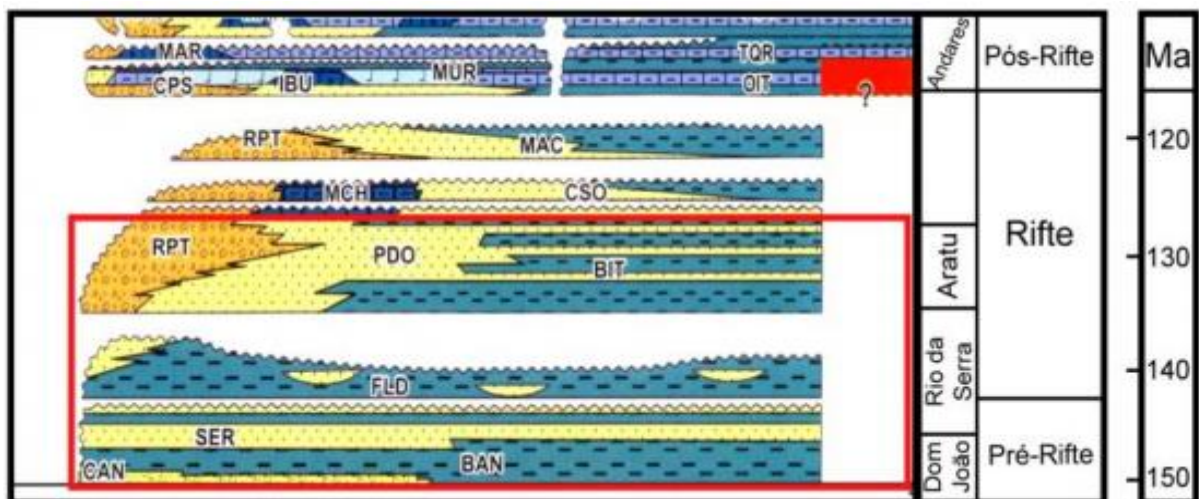 MAR
TQR
Andares
Pós-Rifte
Ma
CPS
IBU
MUR
OIT
?
RPT
MAC
120
MCH
CSO
RPT
PDO
BIT
Aratu
Rifte
130
FLD
Rio da
Serra
140
SER
CAN
BAN
Dom
João
Pré-Rifte
150